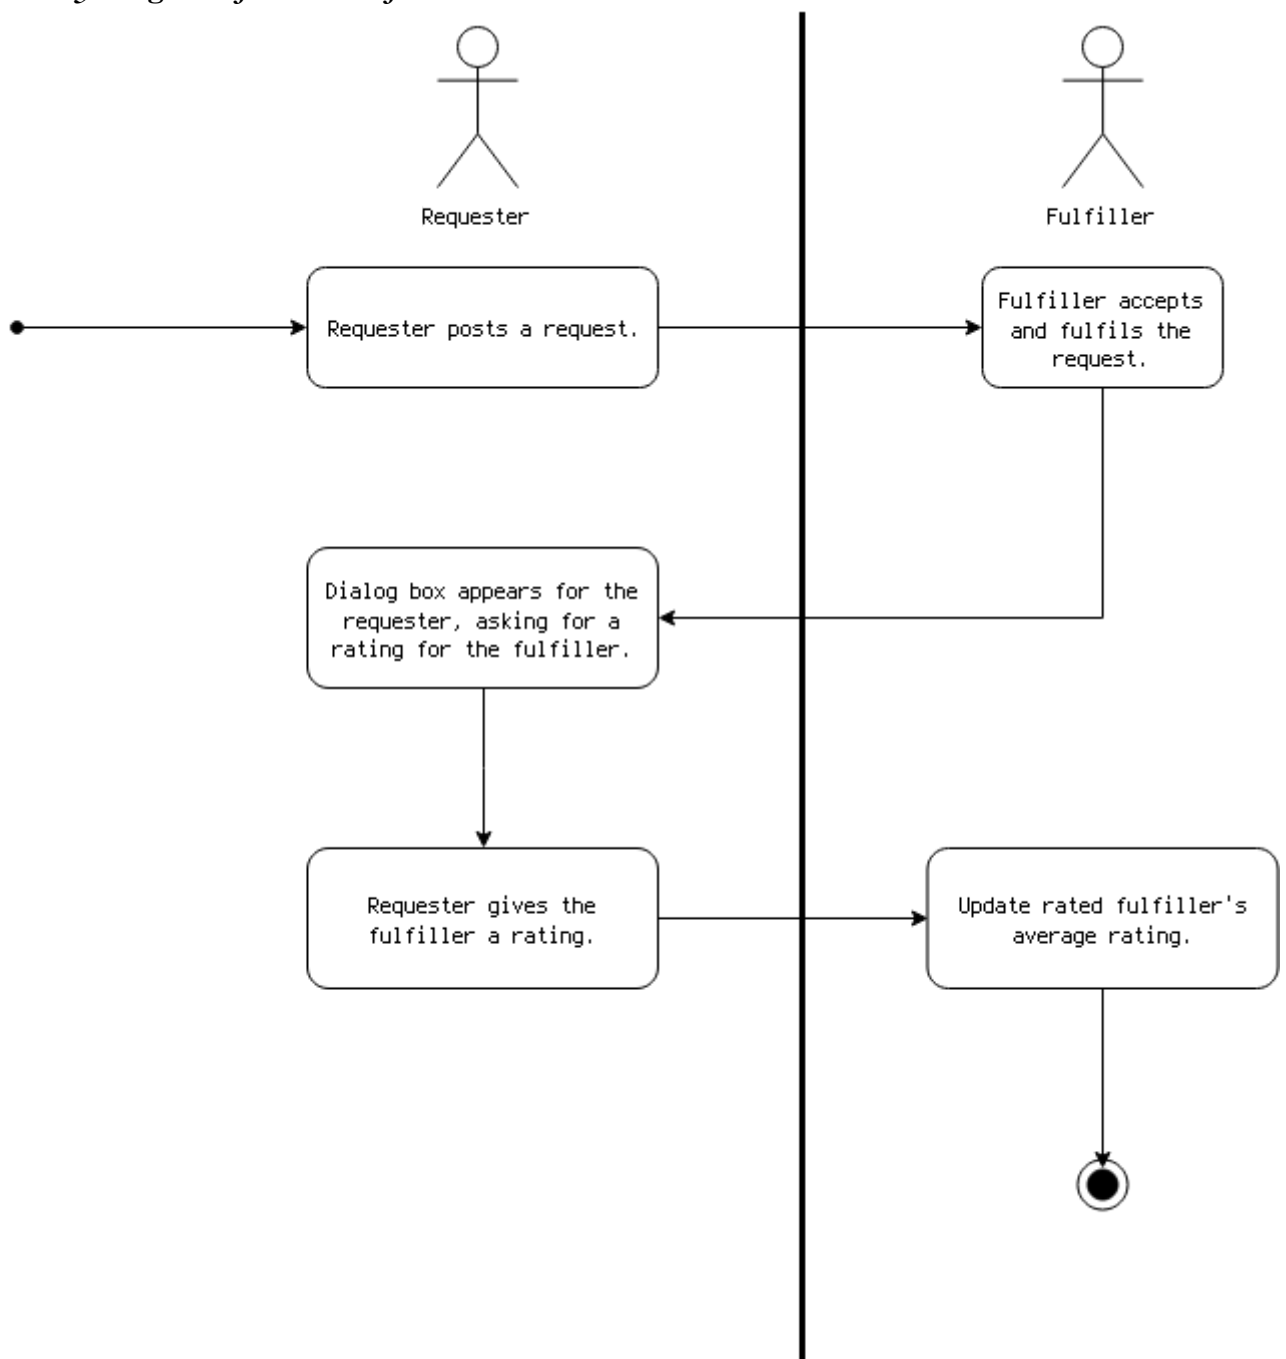 Requester
Fulfiller
Requester posts a request.
Fulfiller accepts
and fulfils the
request.
Dialog box appears for the
requester, asking for a
rating for the fulfiller.
Requester gives the
fulfiller a rating.
Update rated fulfiller's
average rating.